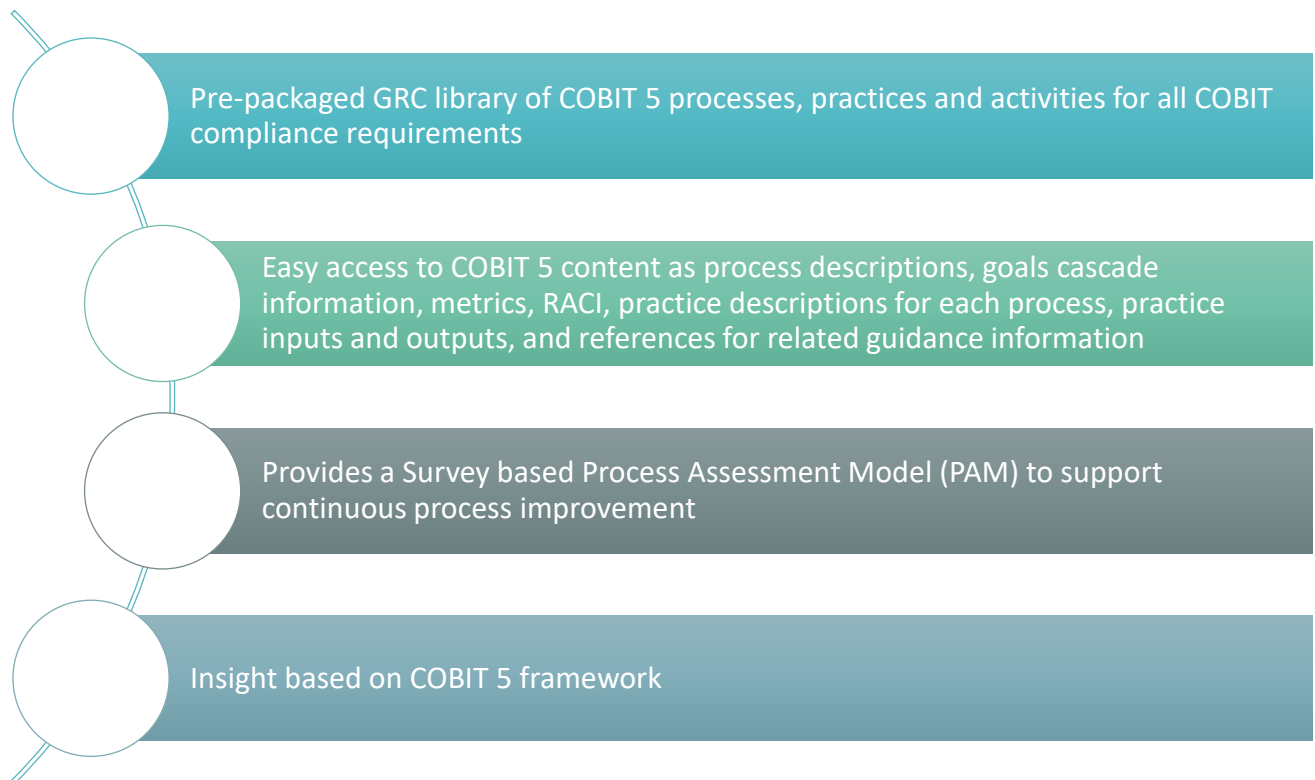 Pre-packaged GRC library of COBIT 5 processes, practices and activities for all COBIT
compliance requirements
Easy access to COBIT 5 content as process descriptions, goals cascade
information, metrics, RACI, practice descriptions for each process, practice
inputs and outputs, and references for related guidance information
Provides a Survey based Process Assessment Model (PAM) to support
continuous process improvement
Insight based on COBIT 5 framework